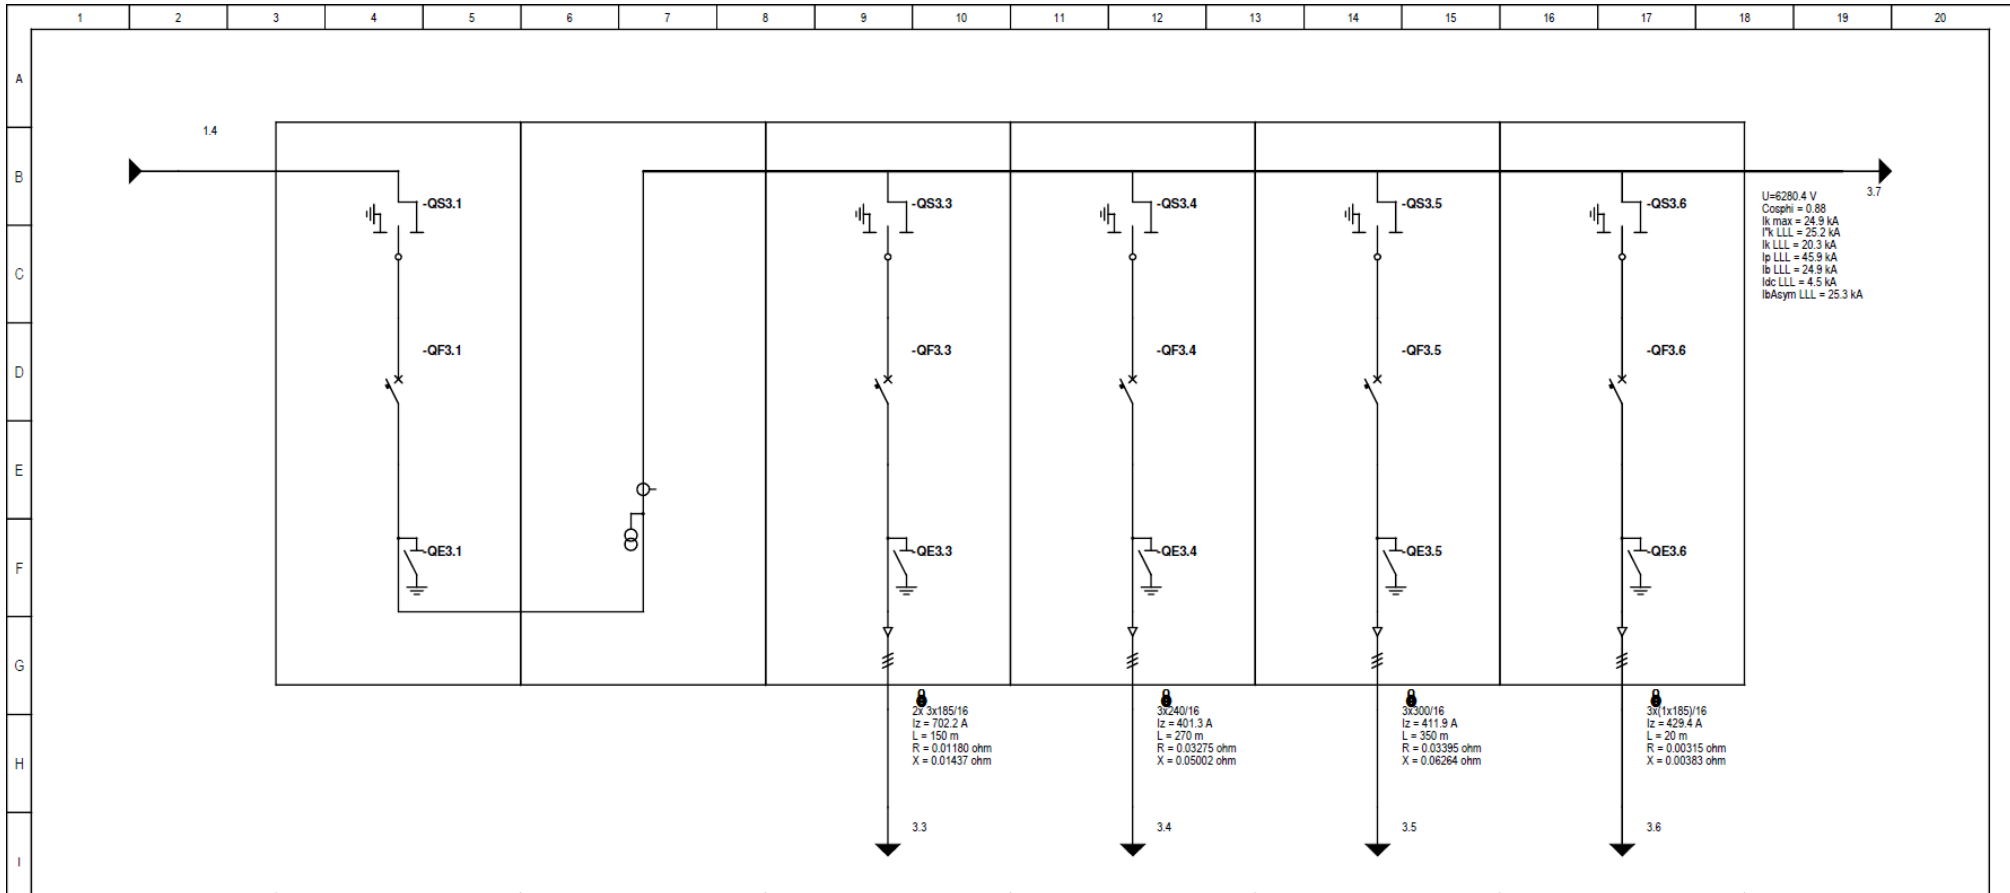 1 2 3 4 5 6 7 8 9 10 11 12 13 14 15 16 17 18 19 20
A
1.4
B
3.7
-QS3.1 -QS3.3 -QS3.4 -QS3.5 -QS3.6
U=6280.4 V
Cosphi = 0.88
Ik max = 24.9 kA
I"k LLL = 25.2 kA
Ik LLL = 20.3 kA
Ip LLL = 45.9 kA
Ib LLL = 24.9 kA
Idc LLL = 4.5 kA
IbAsym LLL = 25.3 kA
C
-QF3.1 -QF3.3 -QF3.4 -QF3.5 -QF3.6
D
E
-QE3.1 -QE3.3 -QE3.4 -QE3.5 -QE3.6
F
G
2x 3x185/16
Iz = 702.2 A
L = 150 m
R = 0.01180 ohm
X = 0.01437 ohm
3x240/16
Iz = 401.3 A
L = 270 m
R = 0.03275 ohm
X = 0.05002 ohm
3x300/16
Iz = 411.9 A
L = 350 m
R = 0.03395 ohm
X = 0.06264 ohm
3x(1x185)/16
Iz = 429.4 A
L = 20 m
R = 0.00315 ohm
X = 0.00383 ohm
H
3.3 3.4 3.5 3.6
I